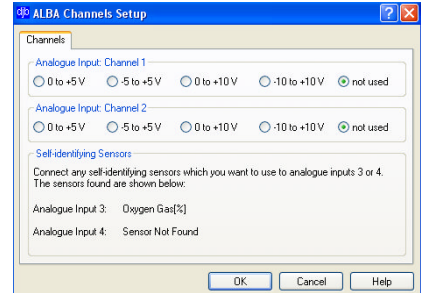 djb ALBA Channels Setup
Channels
Analogue Input: Channel 1
0 to +5 V -5 to +5 V 0 to +10 V -10 to +10 V not used
Analogue Input: Channel 2
0 to +5 V -5 to +5 V 0 to +10 V -10 to +10 V not used
Self-identifying Sensors
Connect any self-identifying sensors which you want to use to analogue inputs 3 or 4.
The sensors found are shown below:
Analogue Input 3: Oxygen Gas[%]
Analogue Input 4: Sensor Not Found
OK Cancel Help